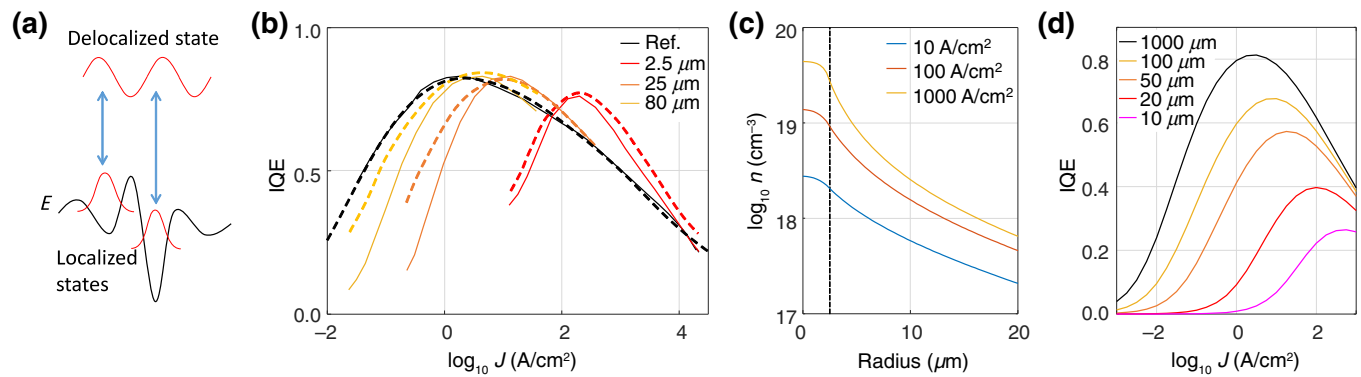 (a)
Delocalized state
E
Localized
states
(b)
1.0
0.5
0.0
IQE
−2
0
2
4
log₁₀ J (A/cm²)
Ref.
2.5 μm
25 μm
80 μm
(c)
20
19
18
17
log₁₀ n (cm⁻³)
0
10
20
Radius (μm)
10 A/cm²
100 A/cm²
1000 A/cm²
(d)
0.8
0.6
0.4
0.2
0.0
IQE
−2
0
2
log₁₀ J (A/cm²)
1000 μm
100 μm
50 μm
20 μm
10 μm